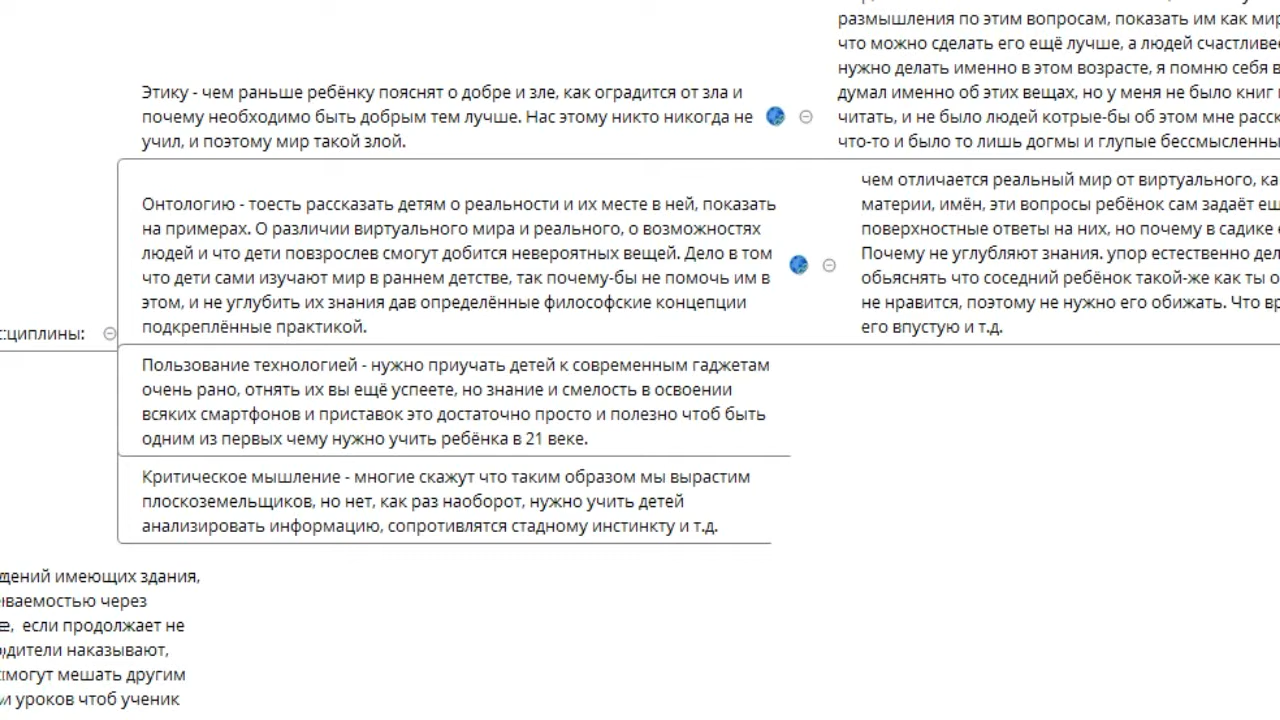 размышления по этим вопросам, показать им как мир
что можно сделать его ещё лучше, а людей счастливе
нужно делать именно в этом возрасте, я помню себя в
думал именно об этих вещах, но у меня не было книг
читать, и не было людей котрые-бы об этом мне расск
что-то и было то лишь догмы и глупые бессмысленны
Этику - чем раньше ребёнку пояснят о добре и зле, как оградится от зла и
почему необходимо быть добрым тем лучше. Нас этому никто никогда не
учил, и поэтому мир такой злой.
Онтологию - тоесть рассказать детям о реальности и их месте в ней, показать
на примерах. О различии виртуального мира и реального, о возможностях
людей и что дети повзрослев смогут добится невероятных вещей. Дело в том
что дети сами изучают мир в раннем детстве, так почему-бы не помочь им в
этом, и не углубить их знания дав определённые философские концепции
подкреплённые практикой.
чем отличается реальный мир от виртуального, ка
материи, имён, эти вопросы ребёнок сам задаёт ещ
поверхностные ответы на них, но почему в садике
Почему не углубляют знания. упор естественно дел
обьяснять что соседний ребёнок такой-же как ты о
не нравится, поэтому не нужно его обижать. Что вр
его впустую и т.д.
сциплины:
Пользование технологией - нужно приучать детей к современным гаджетам
очень рано, отнять их вы ещё успеете, но знание и смелость в освоении
всяких смартфонов и приставок это достаточно просто и полезно чтоб быть
одним из первых чему нужно учить ребёнка в 21 веке.
Критическое мышление - многие скажут что таким образом мы вырастим
плоскоземельщиков, но нет, как раз наоборот, нужно учить детей
анализировать информацию, сопротивлятся стадному инстинкту и т.д.
дений имеющих здания,
ваемостью через
е, если продолжает не
дители наказывают,
смогут мешать другим
и уроков чтоб ученик